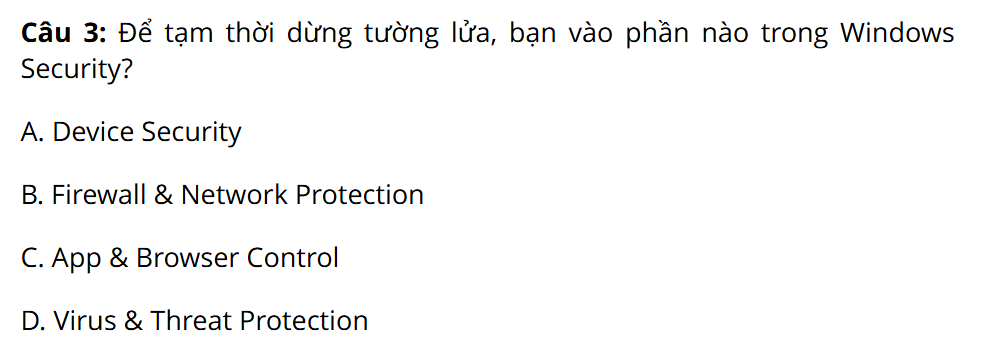 Câu 3: Để tạm thời dừng tường lửa, bạn vào phần nào trong Windows
Security?
A. Device Security
B. Firewall & Network Protection
C. App & Browser Control
D. Virus & Threat Protection